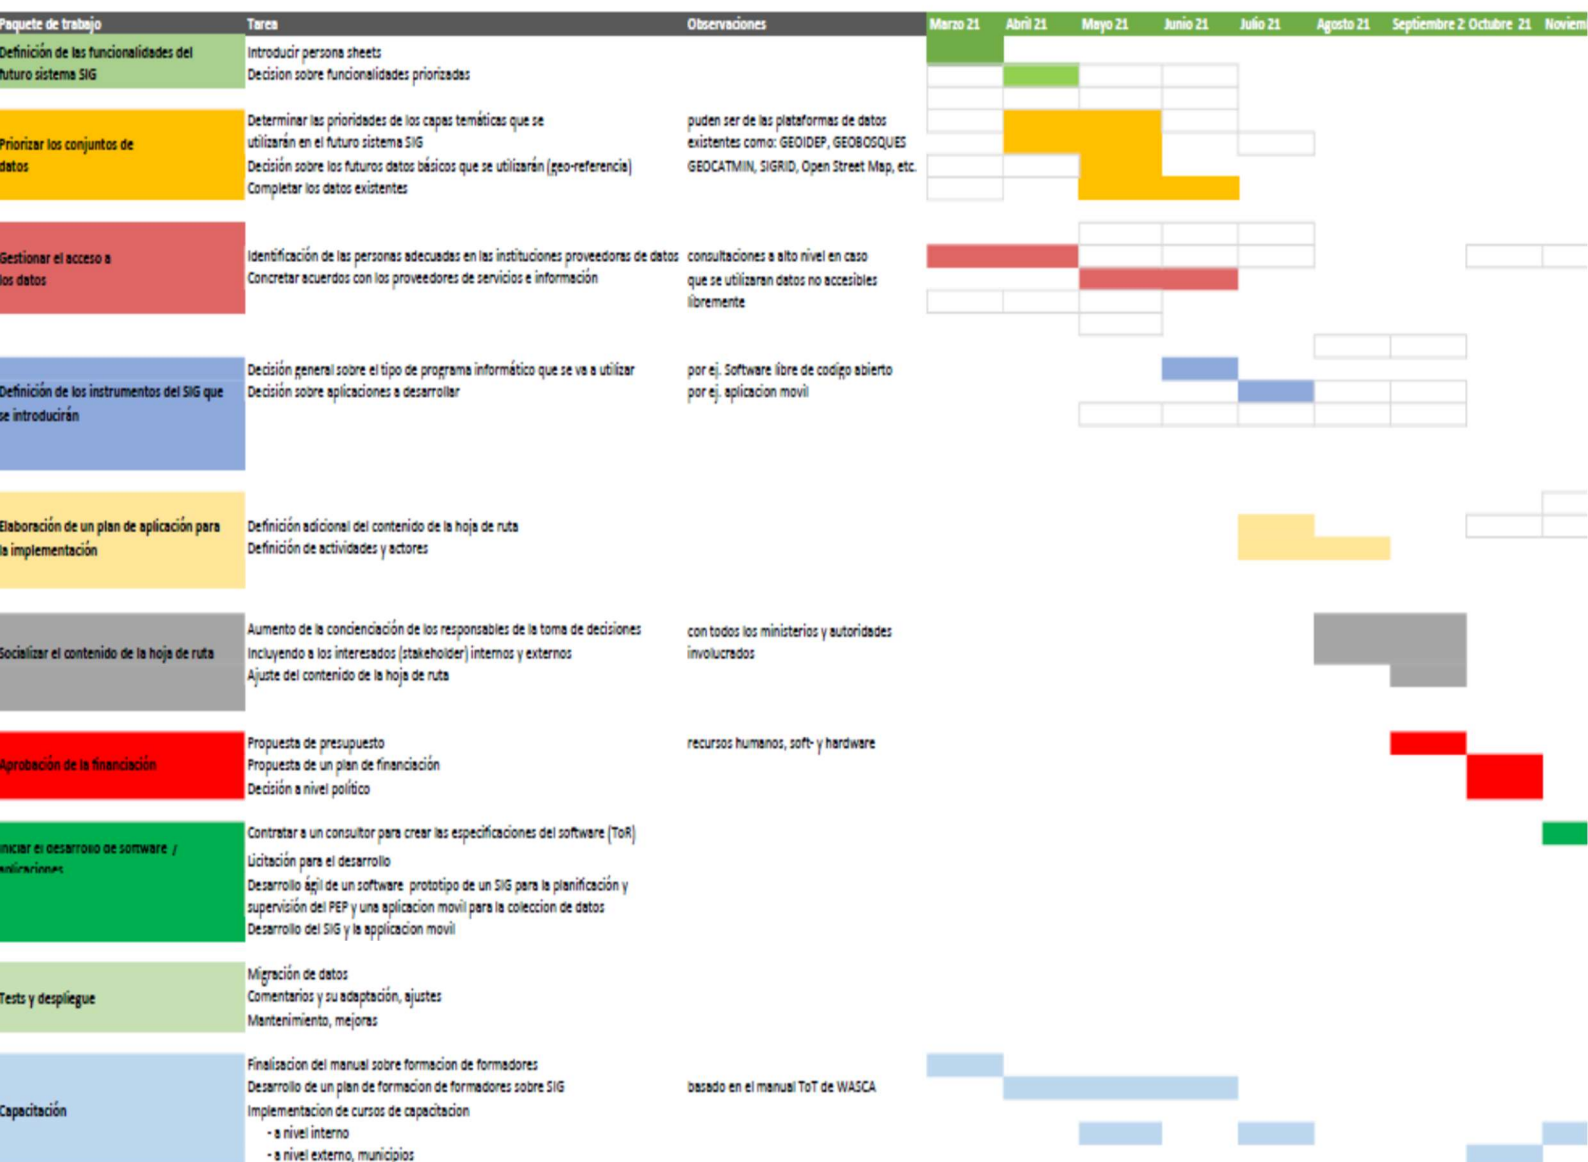 Paquete de trabajo Tarea Observaciones Marzo 21 Abril 21 Mayo 21 Junio 21 Julio 21 Agosto 21 Septiembre 2 Octubre 21 Noviem
Definición de las funcionalidades del
futuro sistema SIG
Introducir persona sheets
Decision sobre funcionalidades priorizadas
Priorizar los conjuntos de
datos
Determinar las prioridades de los capas temáticas que se
utilizarán en el futuro sistema SIG
Decisión sobre los futuros datos básicos que se utilizarán (geo-referencia)
Completar los datos existentes
puden ser de las plataformas de datos
existentes como: GEOIDEP, GEOBOSQUES
GEOCATMIN, SIGRID, Open Street Map, etc.
Gestionar el acceso a
los datos
Identificación de las personas adecuadas en las instituciones proveedoras de datos
Concretar acuerdos con los proveedores de servicios e información
consultaciones a alto nivel en caso
que se utilizaran datos no accesibles
libremente
Definición de los instrumentos del SIG que
se introducirán
Decisión general sobre el tipo de programa informático que se va a utilizar
Decisión sobre aplicaciones a desarrollar
por ej. Software libre de codigo abierto
por ej. aplicacion movil
Elaboración de un plan de aplicación para
la implementación
Definición adicional del contenido de la hoja de ruta
Definición de actividades y actores
Socializar el contenido de la hoja de ruta
Aumento de la concienciación de los responsables de la toma de decisiones
Incluyendo a los interesados (stakeholder) internos y externos
Ajuste del contenido de la hoja de ruta
con todos los ministerios y autoridades
involucrados
Aprobación de la financiación
Propuesta de presupuesto
Propuesta de un plan de financiación
Decisión a nivel político
recursos humanos, soft- y hardware
Iniciar el desarrollo de software /
aplicaciones
Contratar a un consultor para crear las especificaciones del software (ToR)
Licitación para el desarrollo
Desarrollo ágil de un software prototipo de un SIG para la planificación y
supervisión del PEP y una aplicacion movil para la coleccion de datos
Desarrollo del SIG y la applicacion movil
Tests y despliegue
Migración de datos
Comentarios y su adaptación, ajustes
Mantenimiento, mejoras
Capacitación
Finalisacion del manual sobre formacion de formadores
Desarrollo de un plan de formacion de formadores sobre SIG
Implementacion de cursos de capacitacion
- a nivel interno
- a nivel externo, municipios
basado en el manual ToT de WASCA